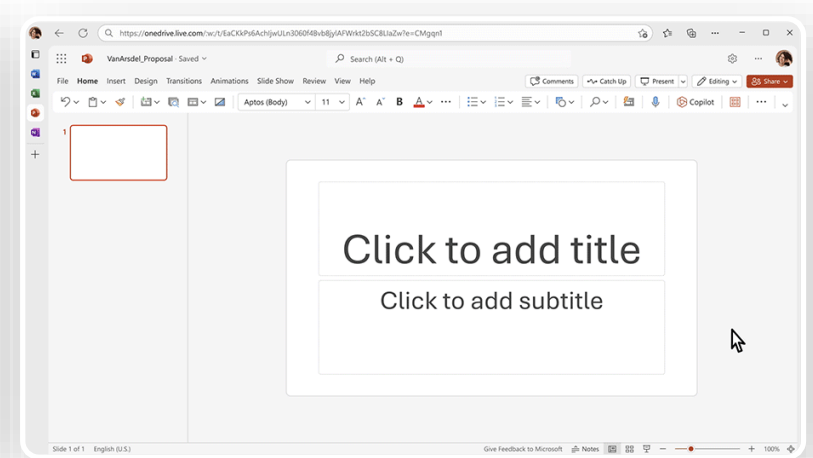 https://onedrive.live.com/:w:/t/EaCKkPs6AchIjwULn3060f4Bvb8jylAFWrkt2b5C8LIaZw?e=CMgqn1
VanArsdel_Proposal · Saved
Search (Alt + Q)
File Home Insert Design Transitions Animations Slide Show Review View Help
Comments Catch Up Present Editing Share
Aptos (Body) 11 A A B A Copilot
1
Click to add title
Click to add subtitle
Slide 1 of 1 English (U.S.) Give Feedback to Microsoft Notes 100%